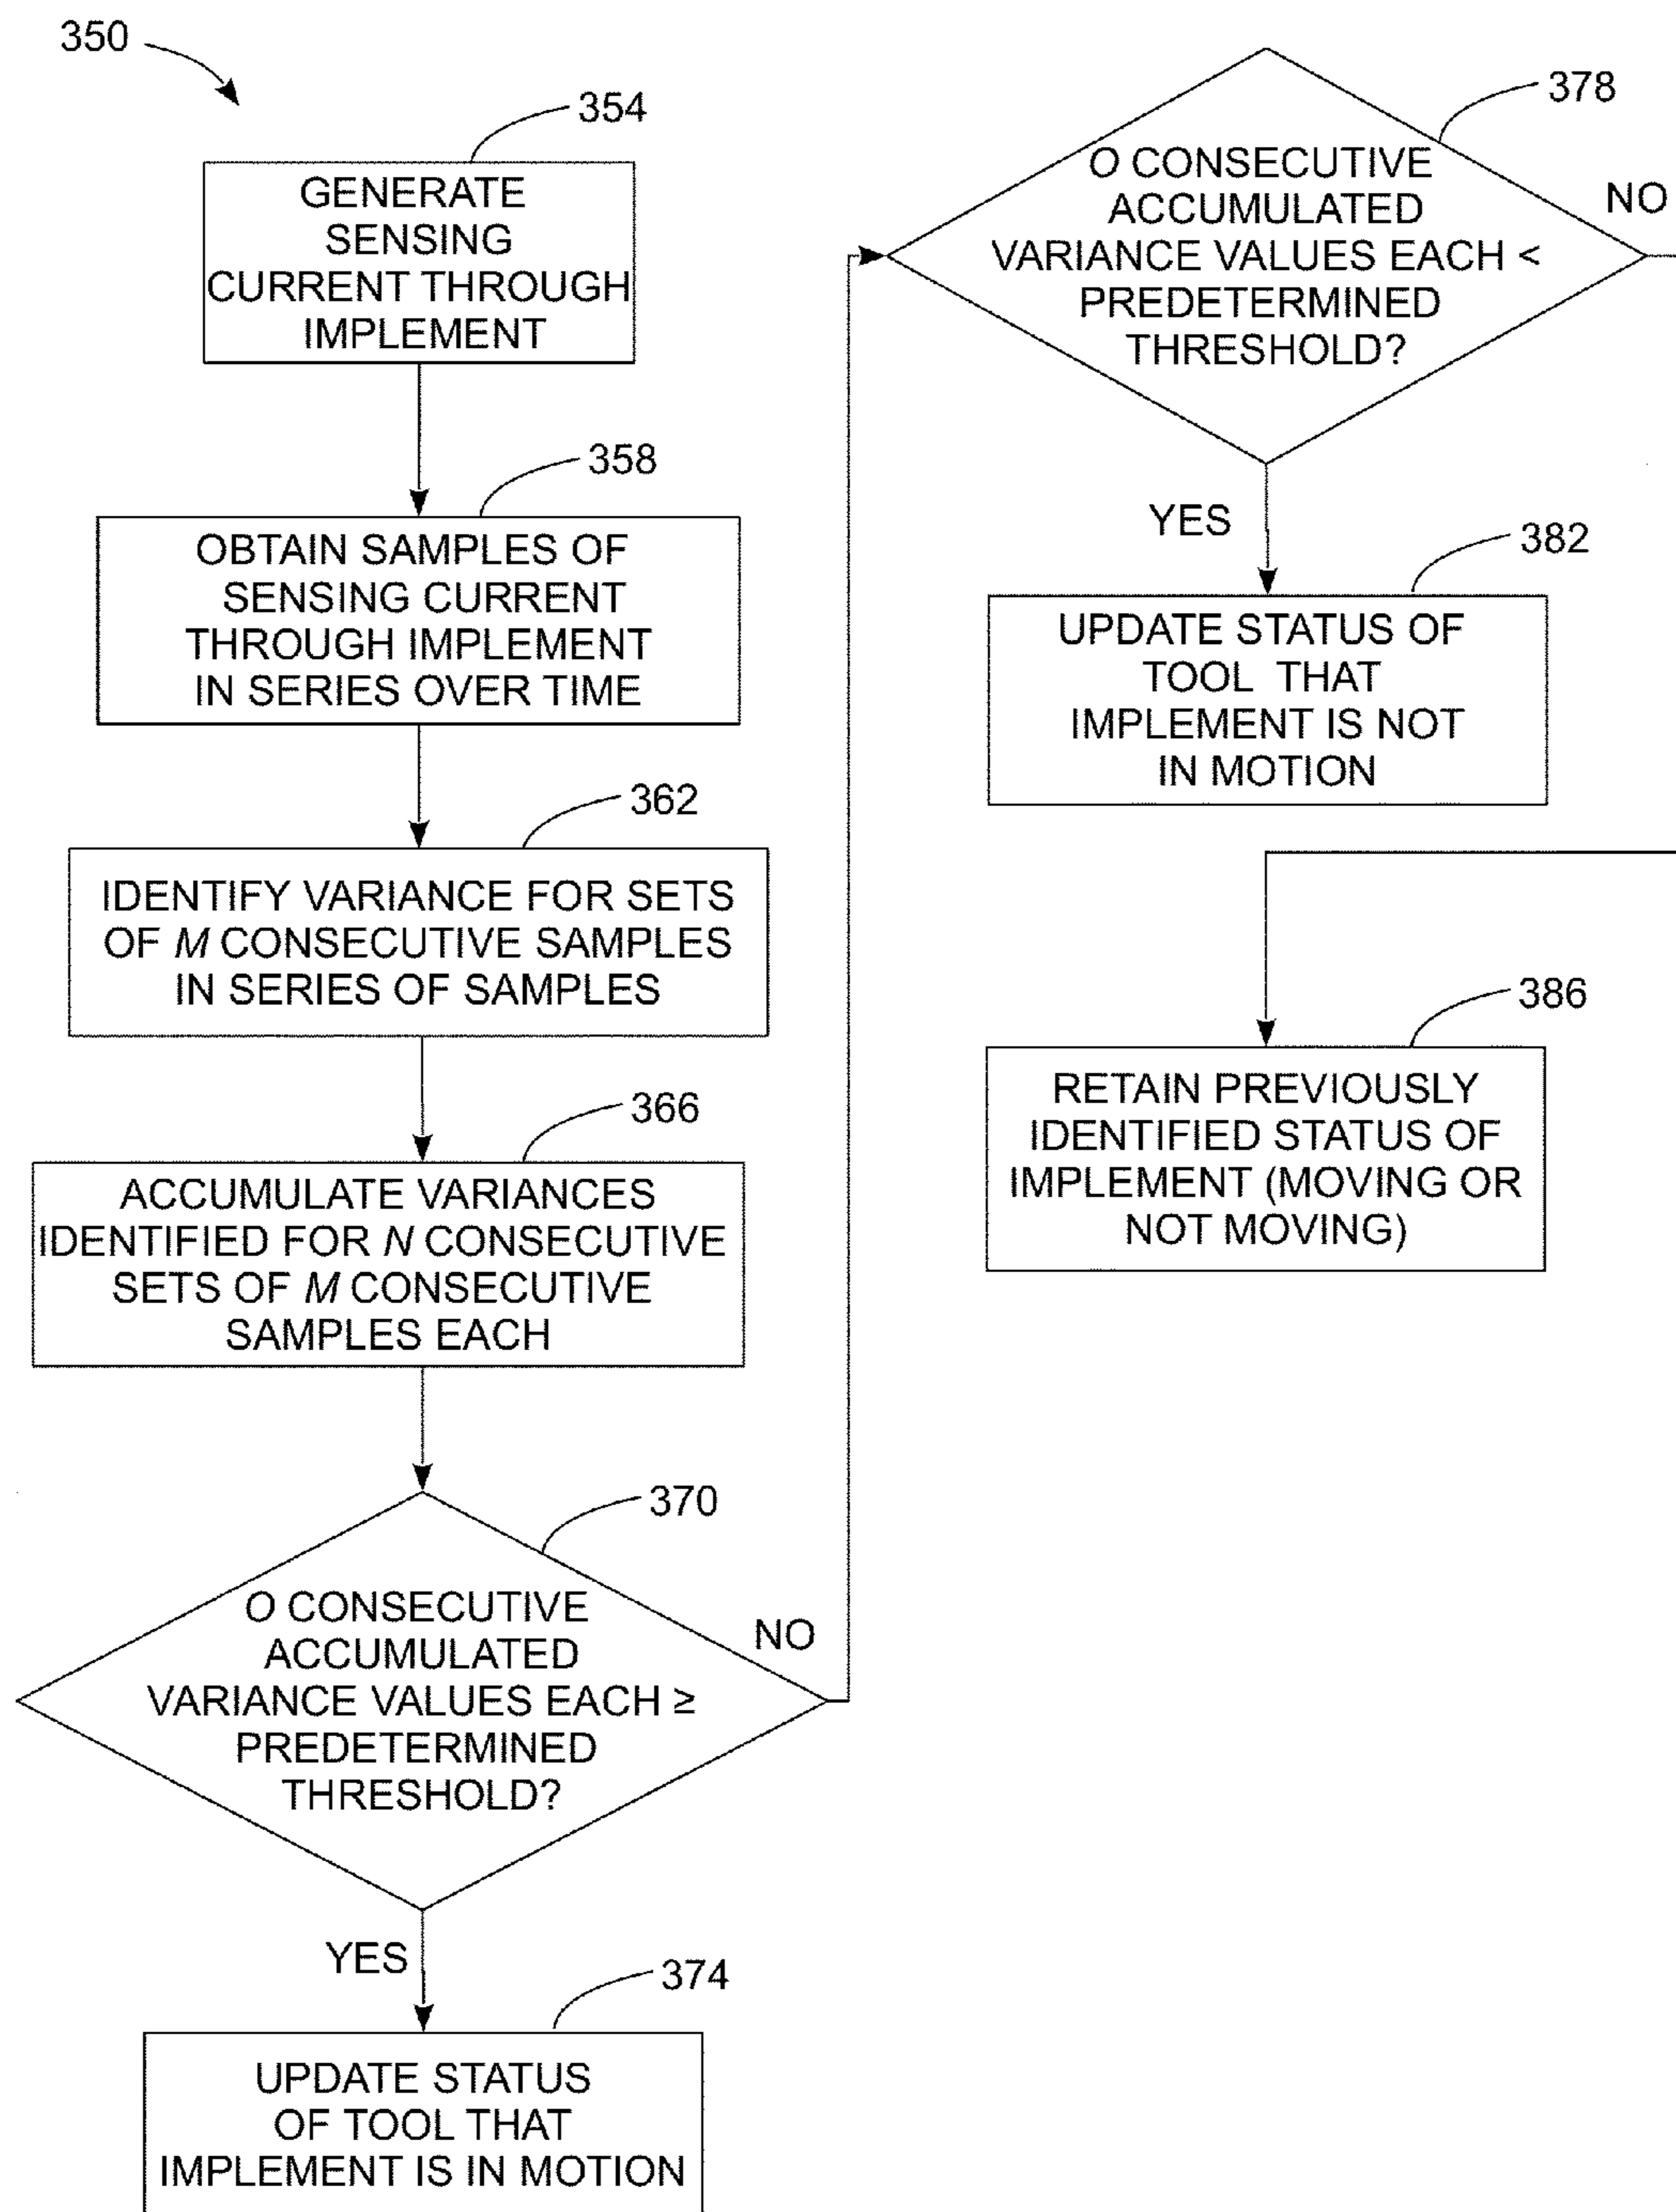 350
354
GENERATE
SENSING
CURRENT THROUGH
IMPLEMENT
358
OBTAIN SAMPLES OF
SENSING CURRENT
THROUGH IMPLEMENT
IN SERIES OVER TIME
362
IDENTIFY VARIANCE FOR SETS
OF M CONSECUTIVE SAMPLES
IN SERIES OF SAMPLES
366
ACCUMULATE VARIANCES
IDENTIFIED FOR N CONSECUTIVE
SETS OF M CONSECUTIVE
SAMPLES EACH
370
O CONSECUTIVE
ACCUMULATED
VARIANCE VALUES EACH ≥
PREDETERMINED
THRESHOLD?
NO
YES
374
UPDATE STATUS
OF TOOL THAT
IMPLEMENT IS IN MOTION
378
O CONSECUTIVE
ACCUMULATED
VARIANCE VALUES EACH <
PREDETERMINED
THRESHOLD?
NO
YES
382
UPDATE STATUS OF
TOOL THAT
IMPLEMENT IS NOT
IN MOTION
386
RETAIN PREVIOUSLY
IDENTIFIED STATUS OF
IMPLEMENT (MOVING OR
NOT MOVING)